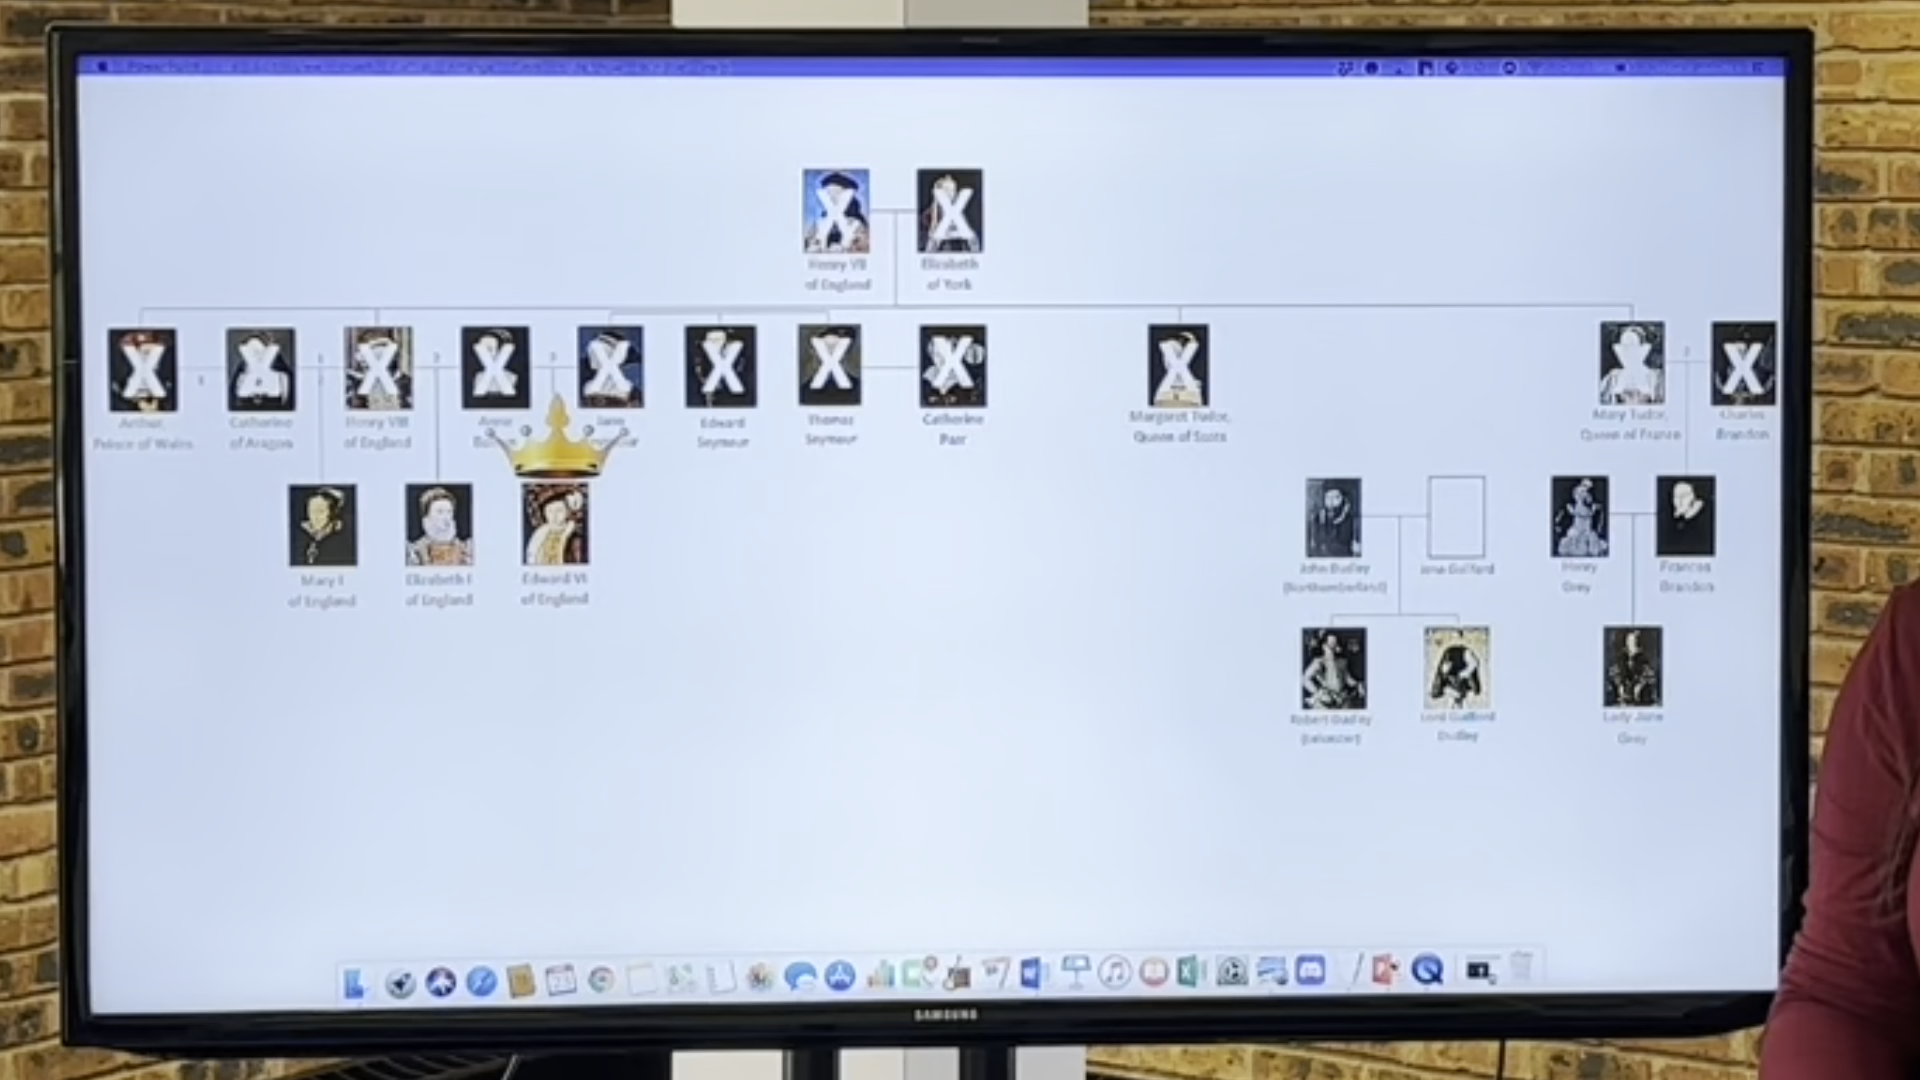 Henry VII
of England
Elizabeth
of York
Arthur,
Prince of Wales
Catherine
of Aragon
Henry VIII
of England
Anne
Jane
Edward
Seymour
Thomas
Seymour
Catherine
Parr
Margaret Tudor,
Queen of Scots
Mary Tudor,
Queen of France
Charles
Brandon
Mary I
of England
Elizabeth I
of England
Edward VI
of England
John Dudley
(Northumberland)
Jane Guilford
Henry
Grey
Frances
Brandon
Robert Dudley
(Leicester)
Lord Guilford
Dudley
Lady Jane
Grey
SAMSUNG